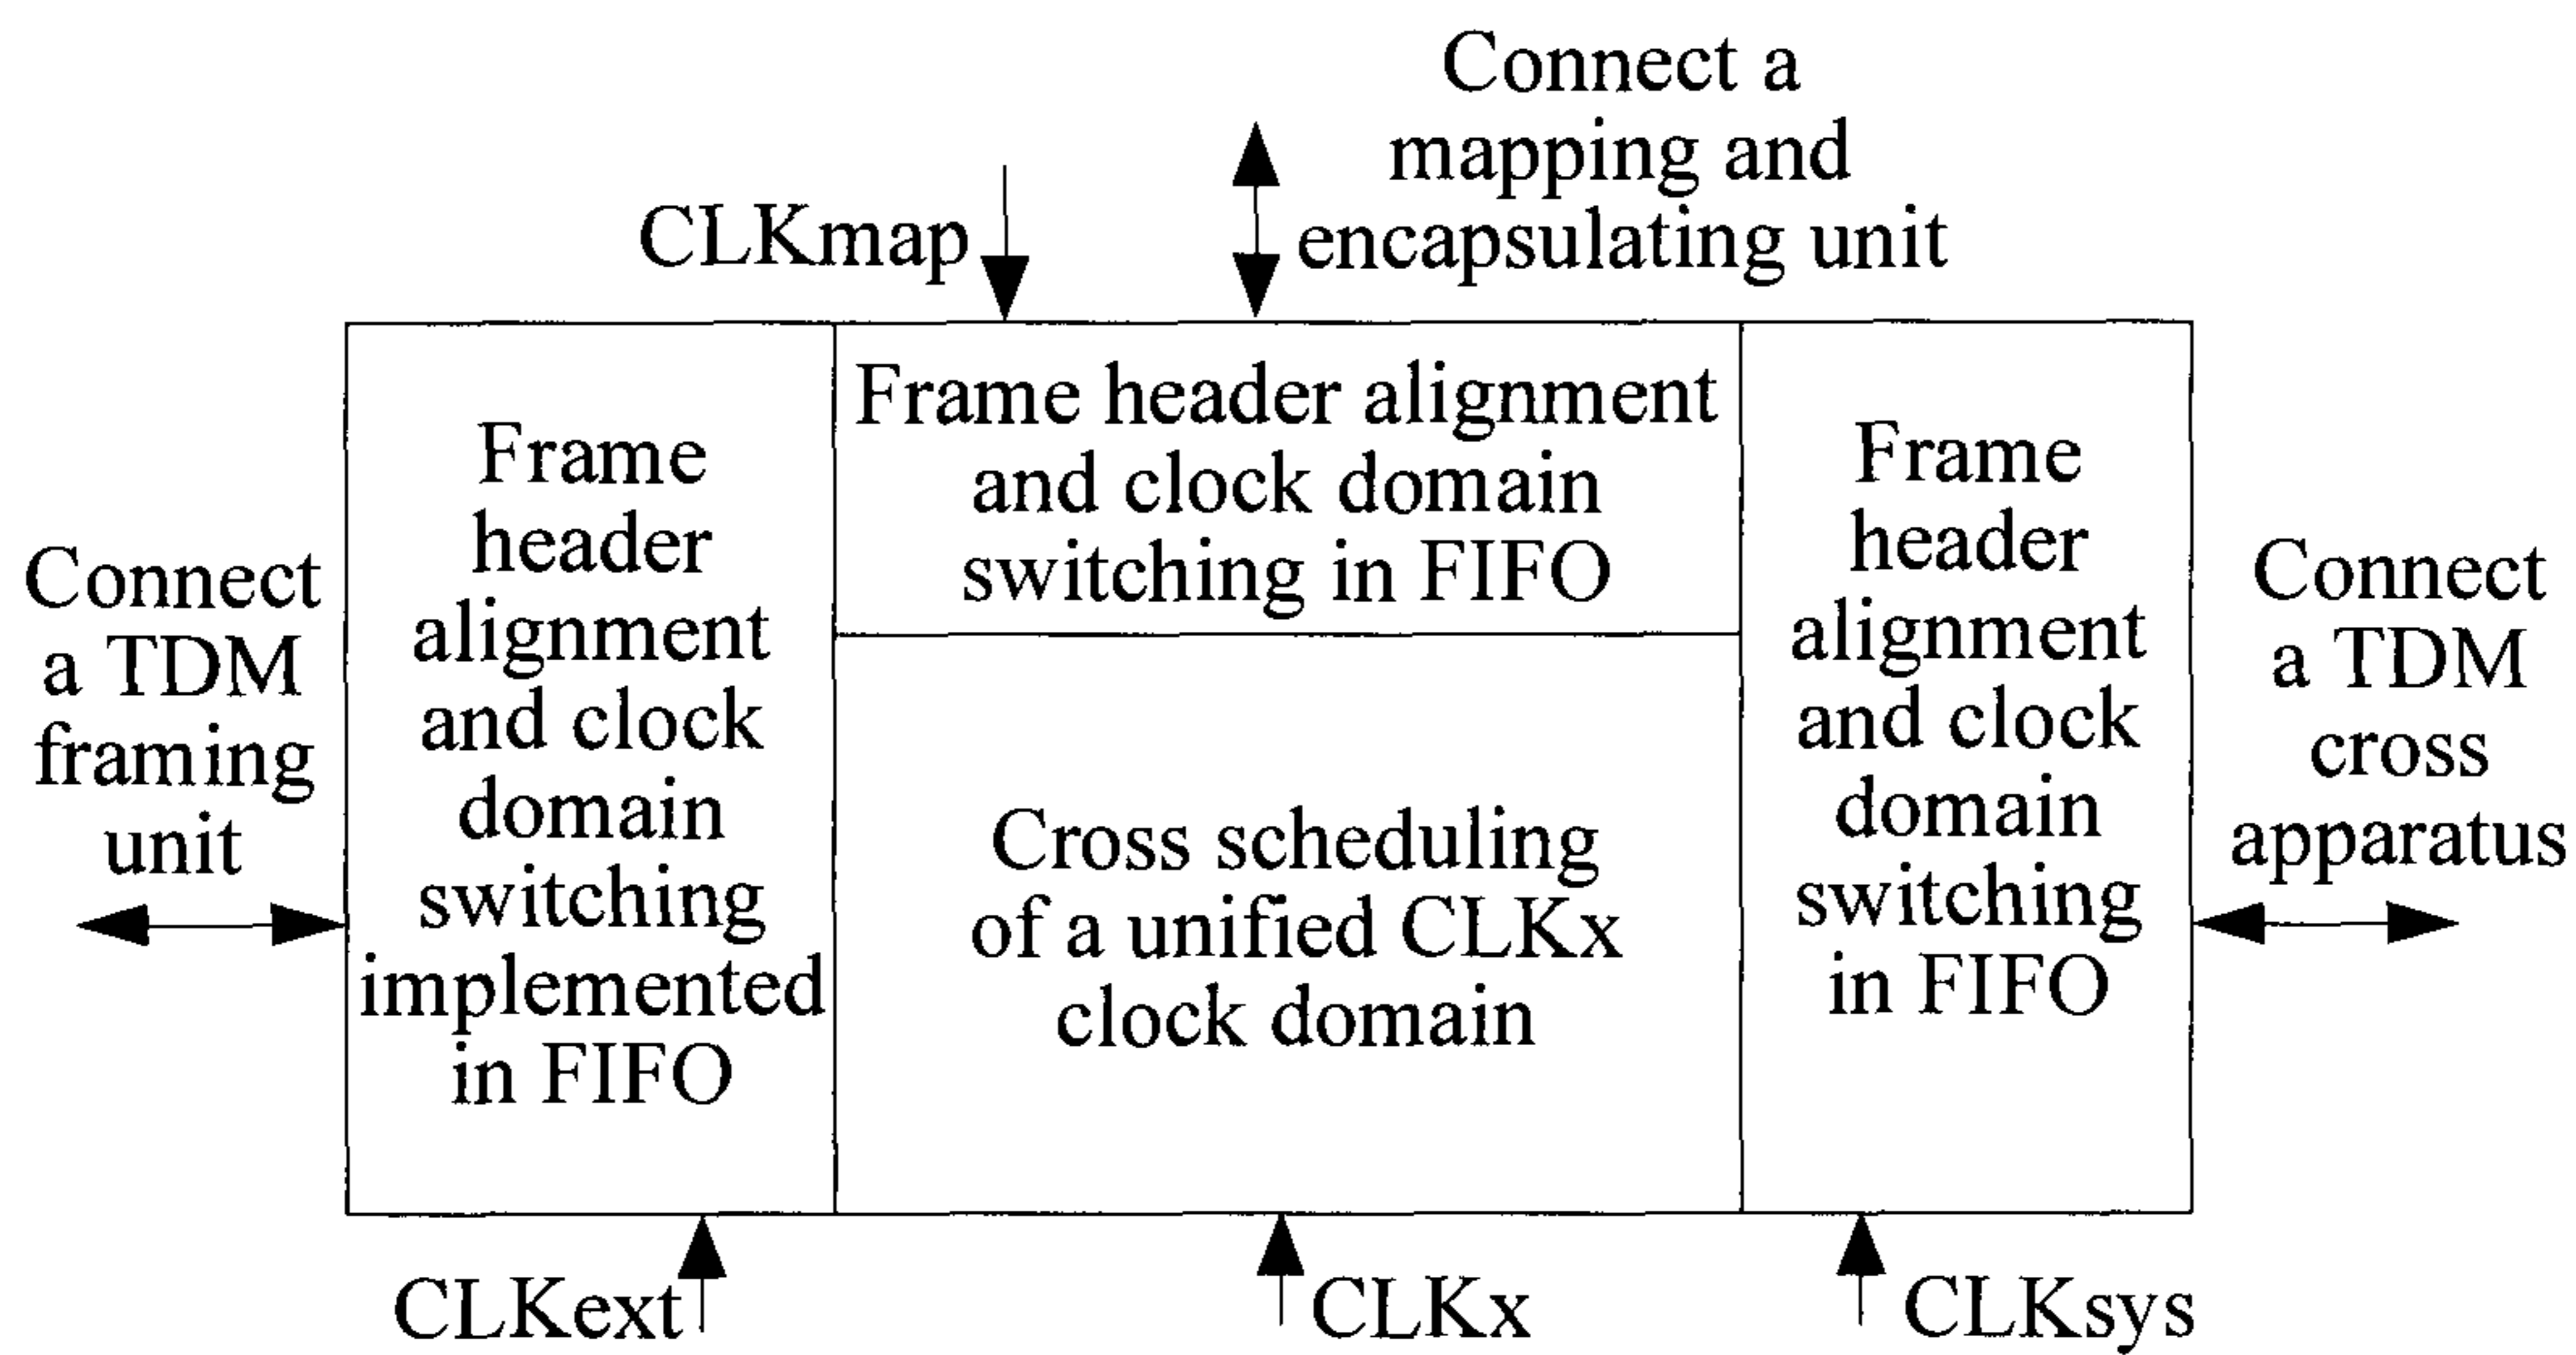 Connect a
mapping and
encapsulating unit
CLKmap
Frame header alignment
and clock domain
switching in FIFO
Connect
a TDM
framing
unit
Frame
header
alignment
and clock
domain
switching
implemented
in FIFO
Cross scheduling
of a unified CLKx
clock domain
Frame
header
alignment
and clock
domain
switching
in FIFO
Connect
a TDM
cross
apparatus
CLKext
CLKx
CLKsys